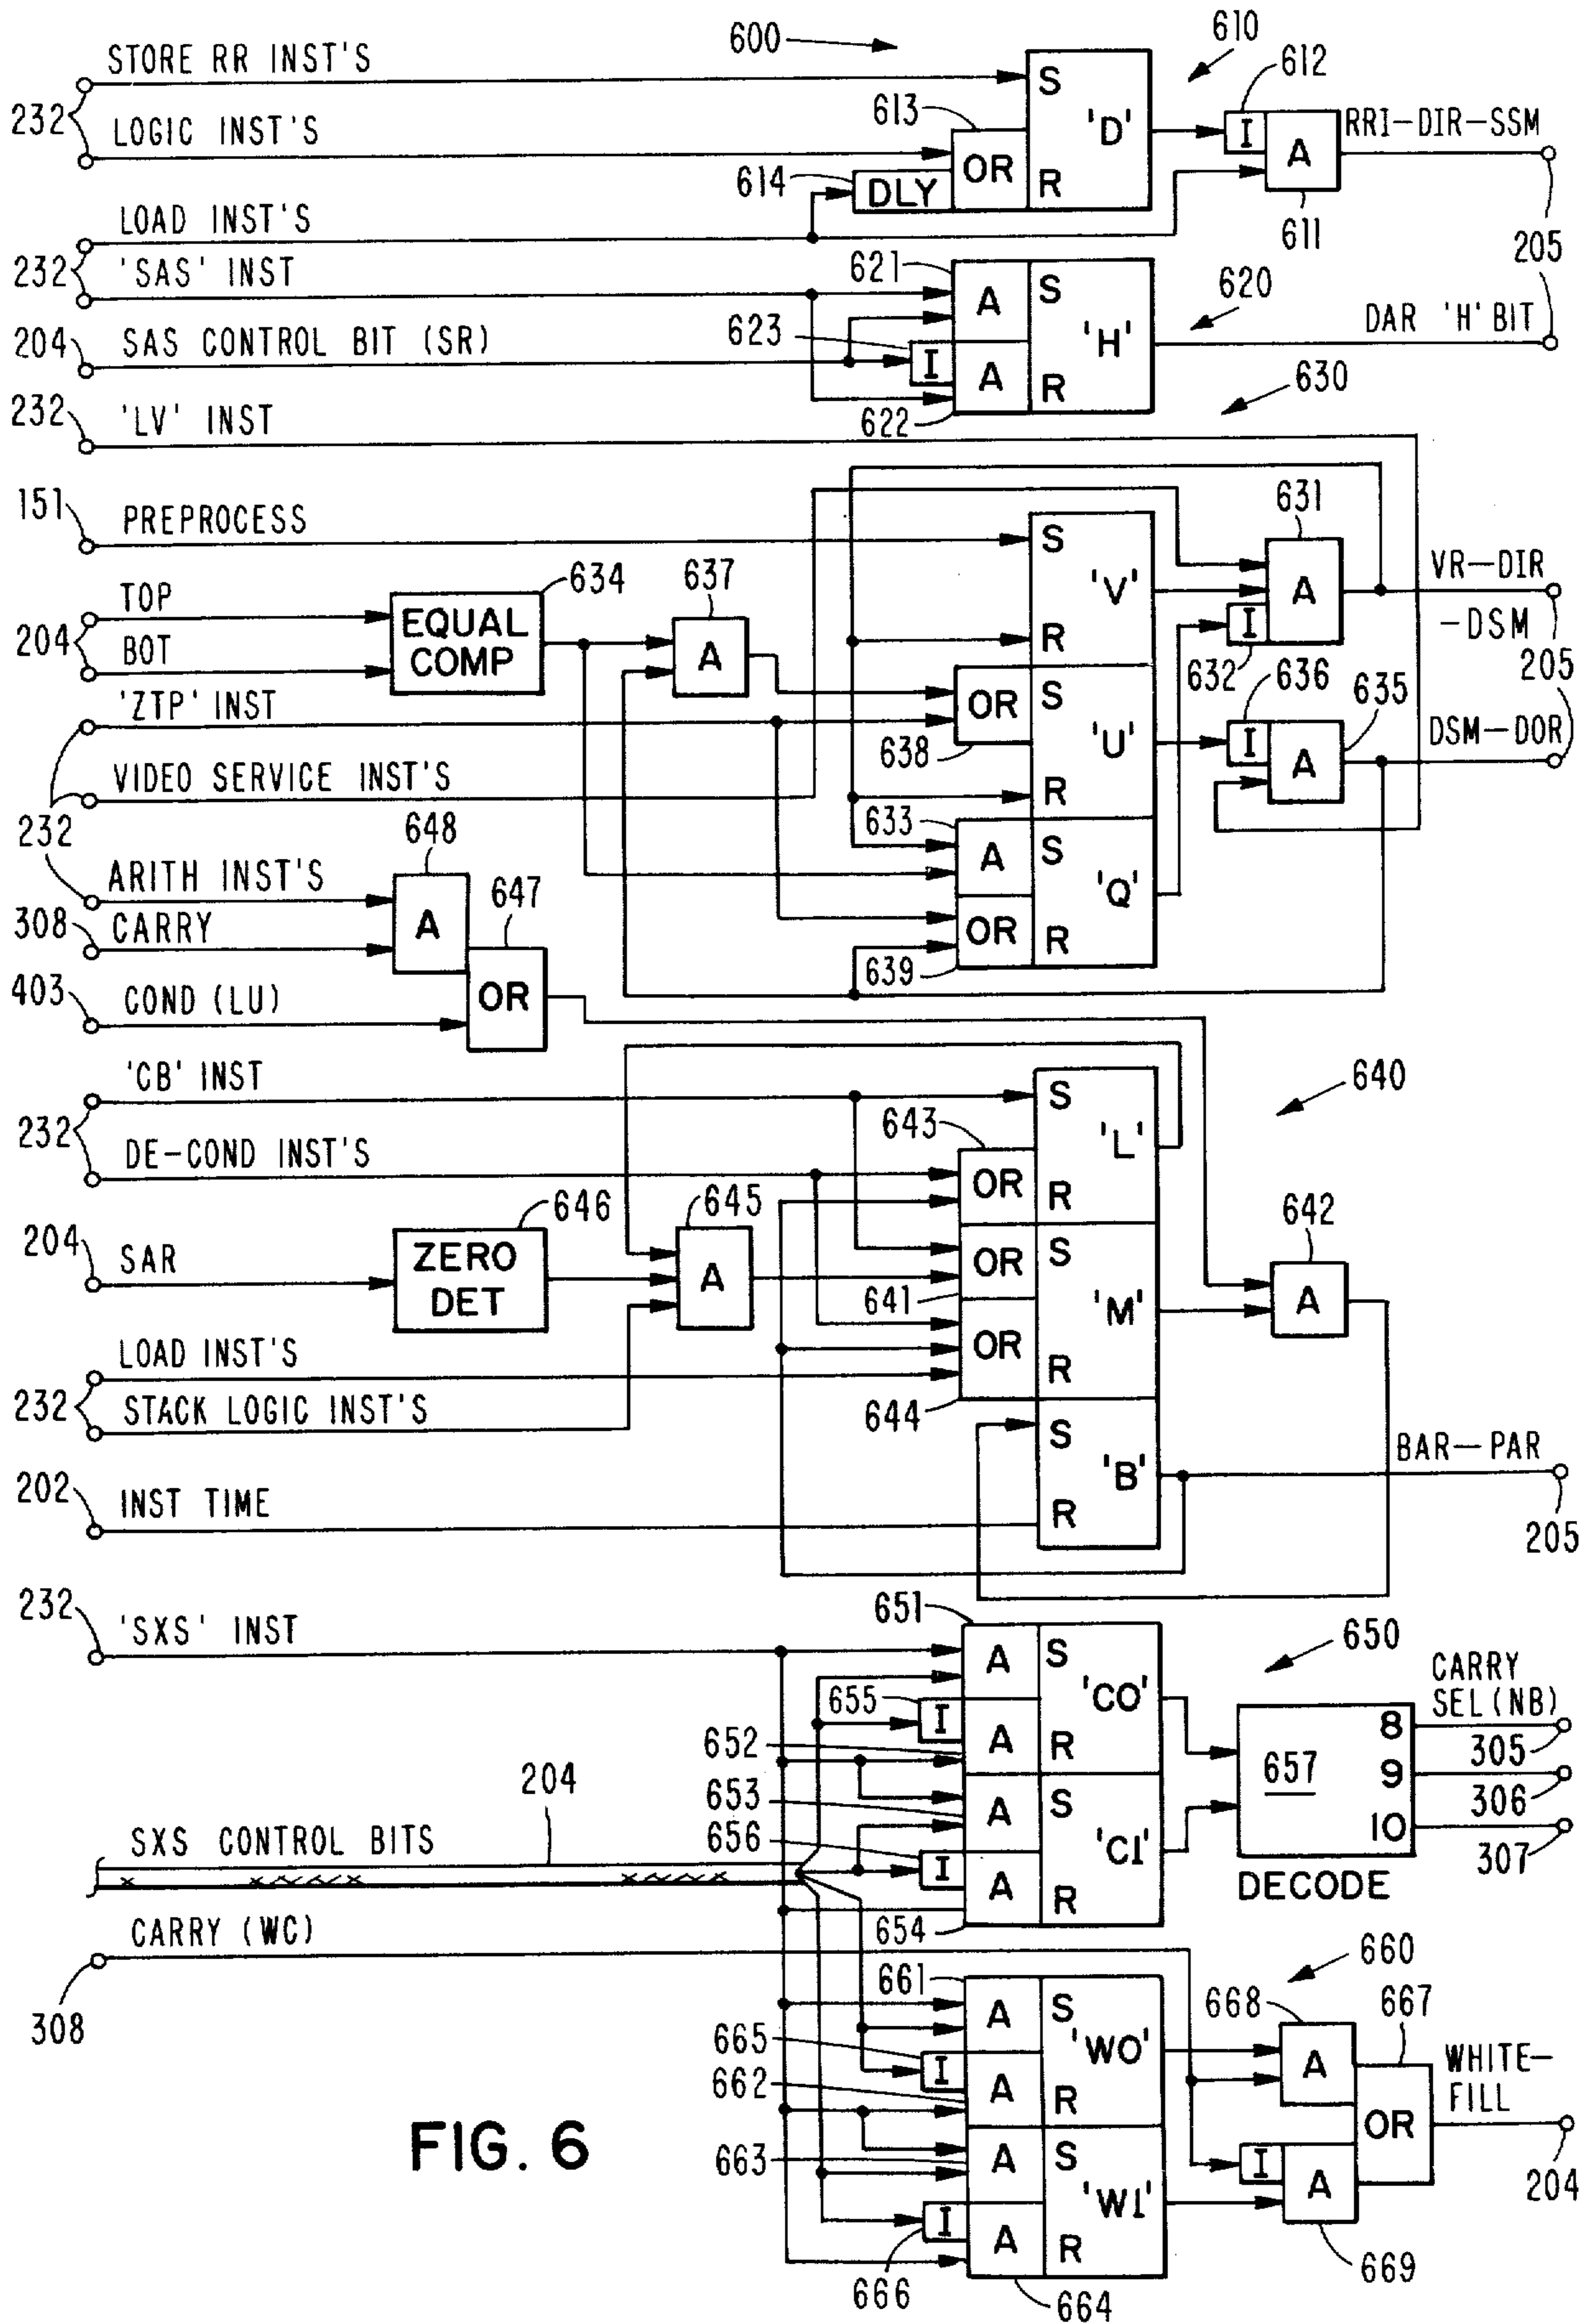 600
610
STORE RR INST'S
S
612
232
613
'D'
I
RRI-DIR-SSM
LOGIC INST'S
A
OR
614
DLY
R
611
LOAD INST'S
205
232
'SAS' INST
621
A
S
620
623
'H'
DAR 'H' BIT
204
SAS CONTROL BIT (SR)
I
A
R
630
232
'LV' INST
622
151
PREPROCESS
S
631
TOP
634
637
'V'
A
VR-DIR
204
EQUAL
COMP
A
I
-DSM
BOT
R
632
636
205
'ZTP' INST
OR
S
635
638
'U'
I
A
DSM-DOR
VIDEO SERVICE INST'S
R
232
648
633
A
S
ARITH INST'S
647
'Q'
A
308
CARRY
OR
R
639
403
COND (LU)
OR
'CB' INST
S
640
232
643
'L'
DE-COND INST'S
OR
R
646
645
642
204
SAR
ZERO
DET
OR
S
A
641
'M'
A
OR
LOAD INST'S
R
232
STACK LOGIC INST'S
644
S
BAR-PAR
'B'
202
INST TIME
R
205
232
'SXS' INST
651
650
A
S
CARRY
SEL (NB)
655
'CO'
I
8
A
R
305
652
657
9
204
653
S
306
A
10
SXS CONTROL BITS
656
'C1'
307
I
A
R
DECODE
654
CARRY (WC)
660
661
308
S
668
667
A
665
'WO'
A
WHITE-
FILL
I
662
A
R
OR
FIG. 6
663
A
S
I
204
'W1'
A
I
A
R
666
664
669